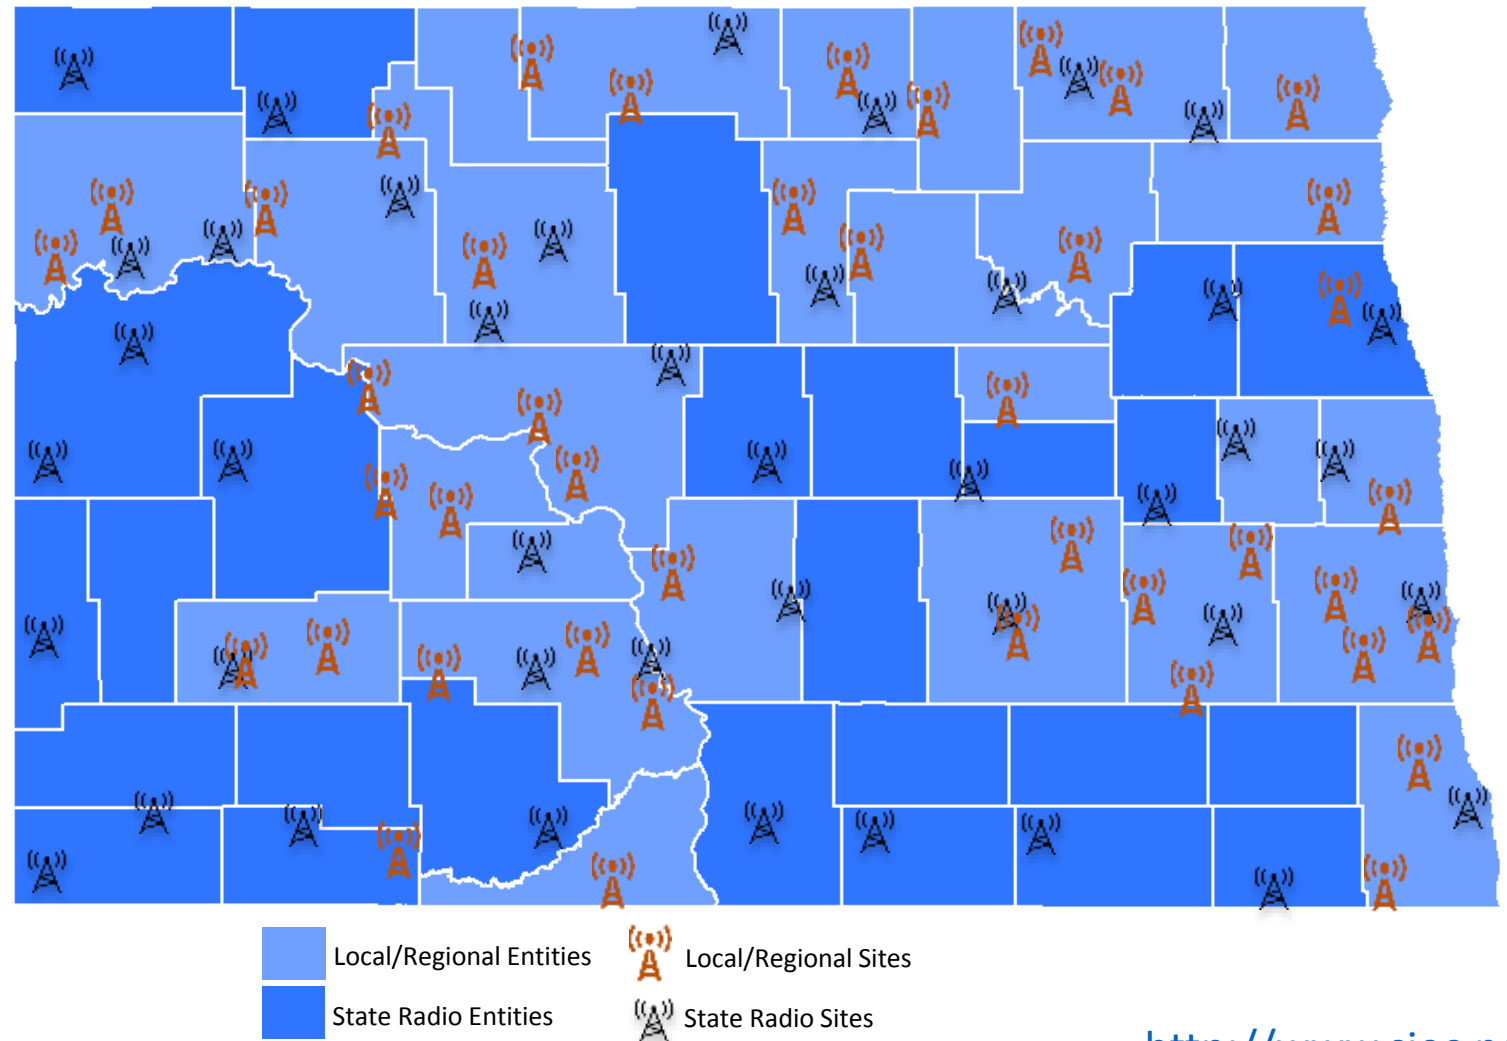 Local/Regional Entities
Local/Regional Sites
State Radio Entities
State Radio Sites